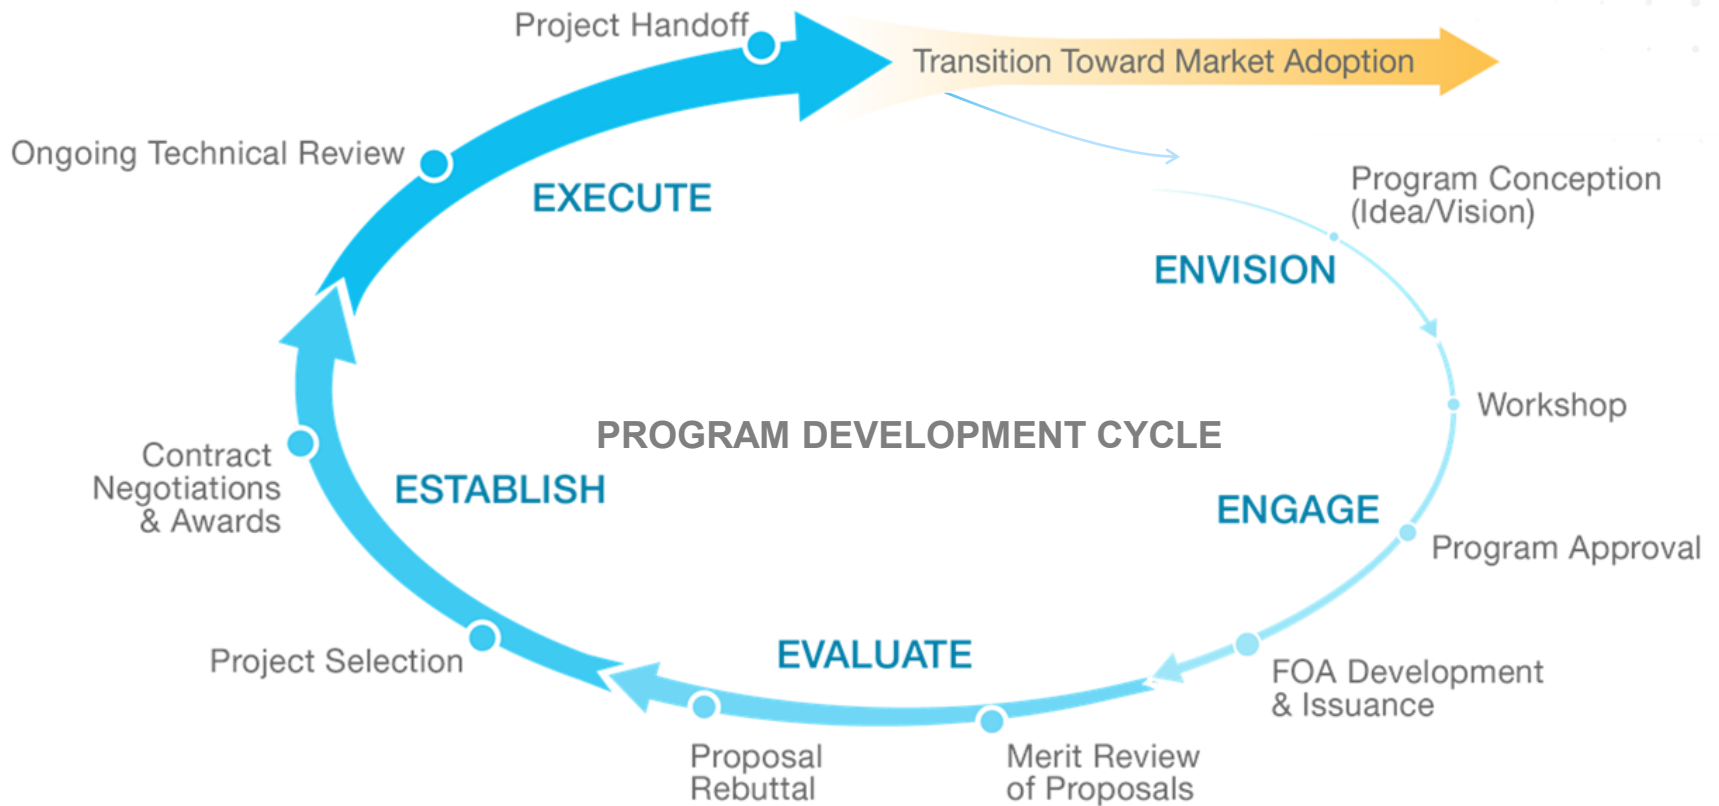 Project Handoff
Transition Toward Market Adoption
Ongoing Technical Review
EXECUTE
Program Conception
(Idea/Vision)
ENVISION
Workshop
PROGRAM DEVELOPMENT CYCLE
Contract
Negotiations
& Awards
ESTABLISH
ENGAGE
Program Approval
Project Selection
EVALUATE
FOA Development
& Issuance
Proposal
Rebuttal
Merit Review
of Proposals